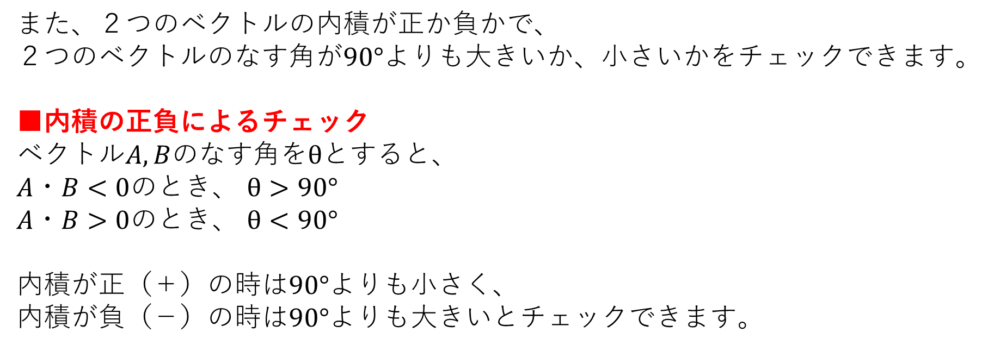 また、２つのベクトルの内積が正か負かで、
２つのベクトルのなす角が90°よりも大きいか、小さいかをチェックできます。
■内積の正負によるチェック
ベクトルA, Bのなす角をθとすると、
A・B < 0のとき、 θ > 90°
A・B > 0のとき、 θ < 90°
内積が正（＋）の時は90°よりも小さく、
内積が負（－）の時は90°よりも大きいとチェックできます。